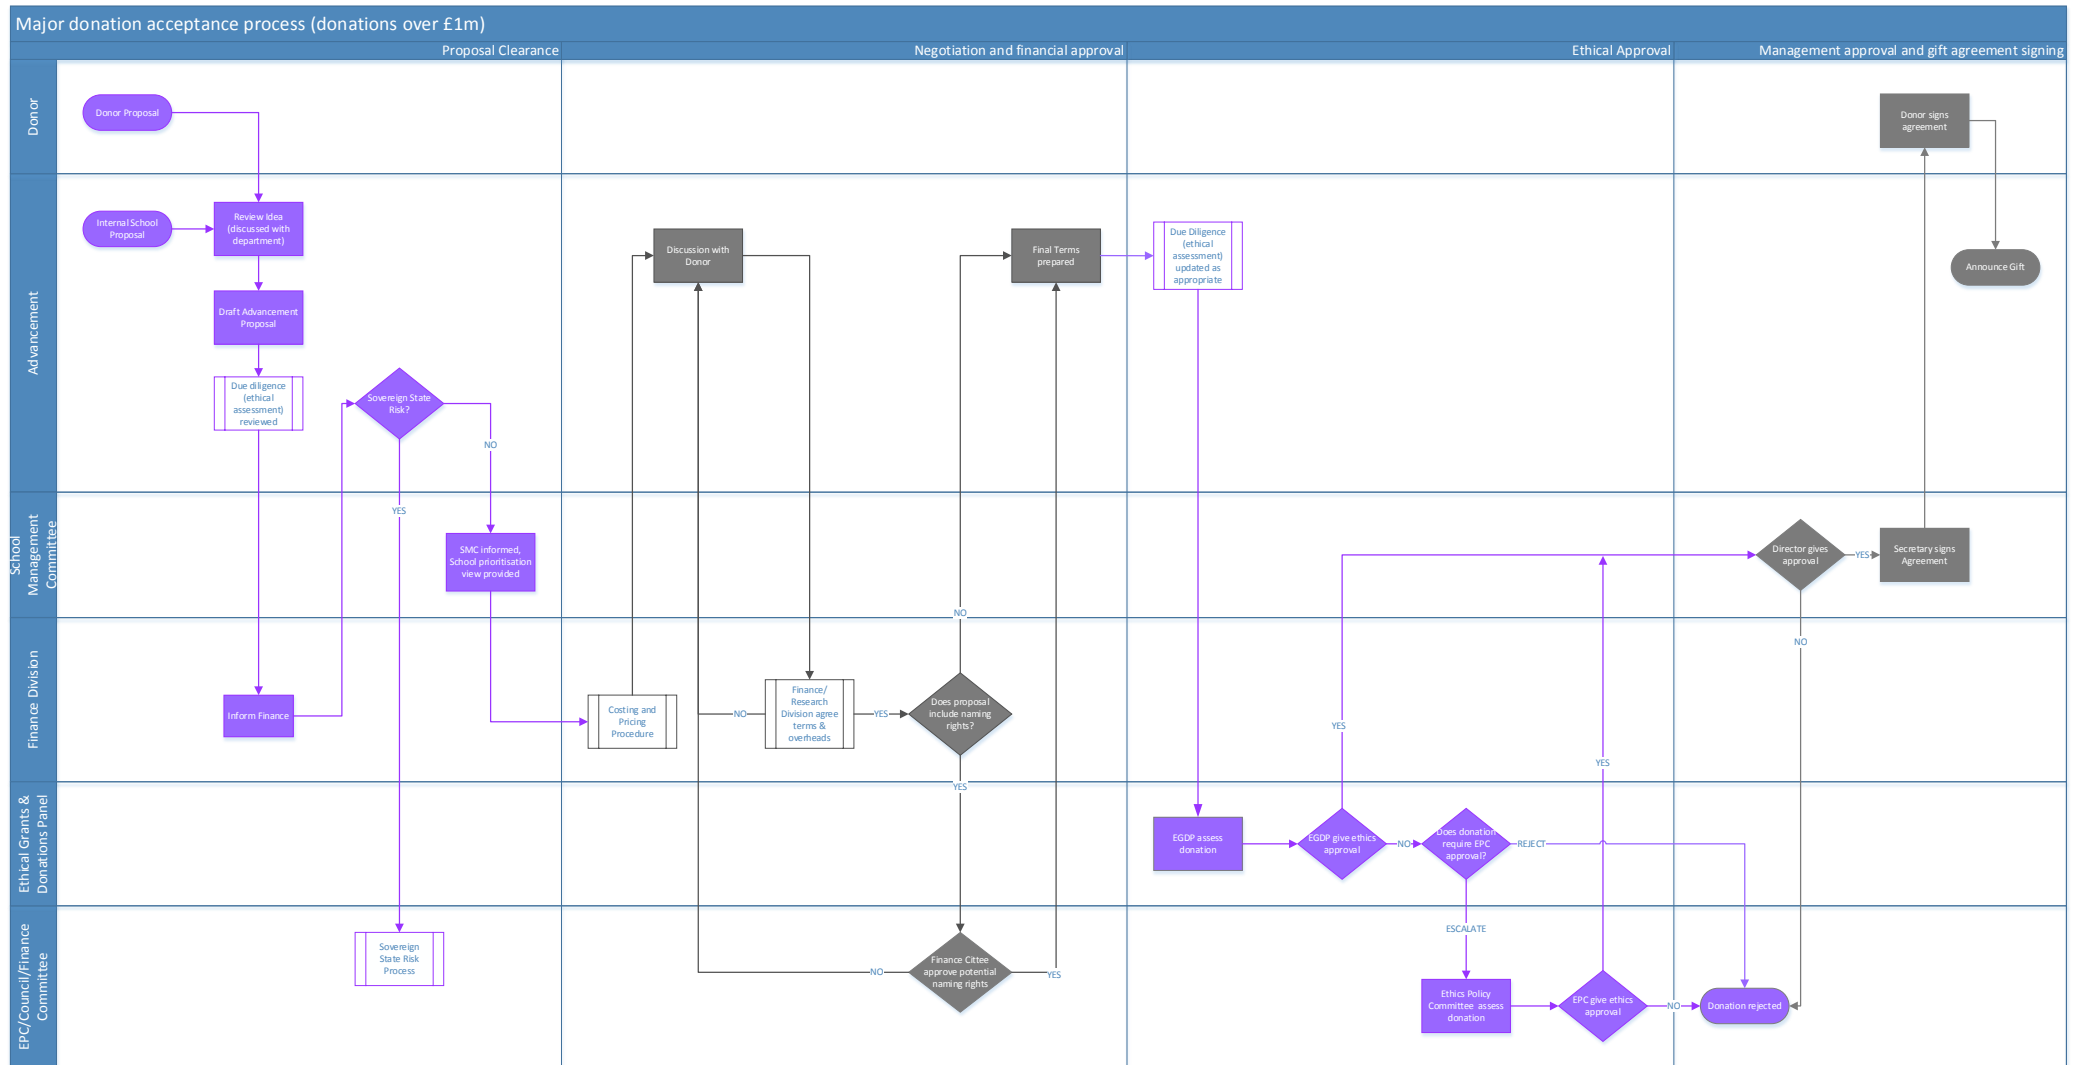 Major donation acceptance process (donations over £1m)
Proposal Clearance
Negotiation and financial approval
Ethical Approval
Management approval and gift agreement signing
Donor
Donor Proposal
Donor signs
agreement
Advancement
Internal School
Proposal
Review Idea
(discussed with
department)
Draft Advancement
Proposal
Due diligence
(ethical
assessment)
reviewed
Sovereign State
Risk?
NO
YES
Discussion with
Donor
Final Terms
prepared
Due Diligence
(ethical
assessment)
updated as
appropriate
Announce Gift
School
Management
Committee
SMC informed,
School prioritisation
view provided
NO
Director gives
approval
YES
Secretary signs
Agreement
NO
Finance Division
Inform Finance
Costing and
Pricing
Procedure
NO
Finance/
Research
Division agree
terms &
overheads
YES
Does proposal
include naming
rights?
YES
YES
YES
Ethical Grants &
Donations Panel
EGDP assess
donation
EGDP give ethics
approval
NO
Does donation
require EPC
approval?
REJECT
ESCALATE
EPC/Council/Finance
Committee
Sovereign
State Risk
Process
NO
Finance Cittee
approve potential
naming rights
YES
Ethics Policy
Committee assess
donation
EPC give ethics
approval
NO
Donation rejected